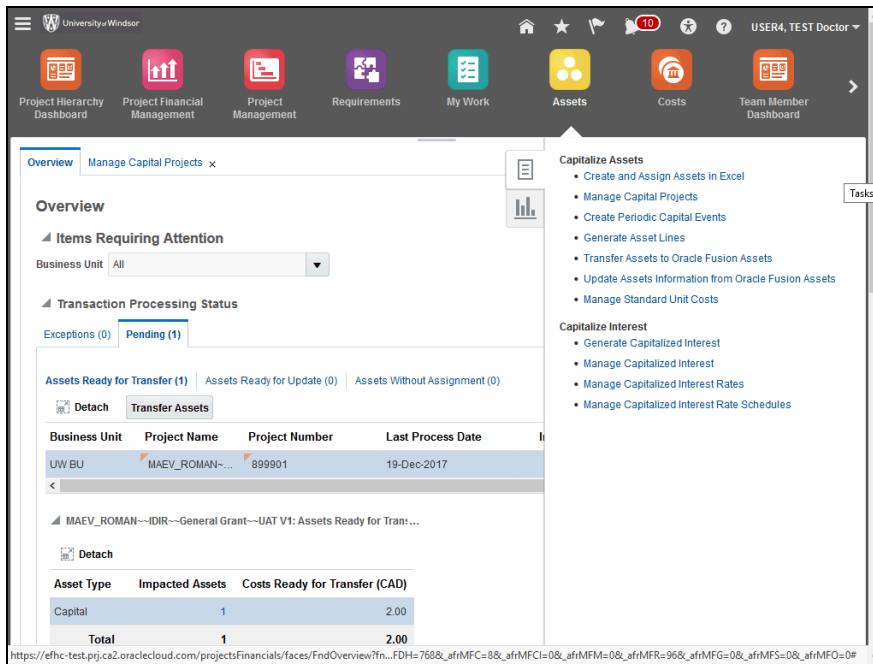 University of Windsor
10
USER4, TEST Doctor
Project Hierarchy Dashboard
Project Financial Management
Project Management
Requirements
My Work
Assets
Costs
Team Member Dashboard
Overview
Manage Capital Projects x
Overview
Items Requiring Attention
Business Unit All
Transaction Processing Status
Exceptions (0) Pending (1)
Assets Ready for Transfer (1) Assets Ready for Update (0) Assets Without Assignment (0)
Detach Transfer Assets
Business Unit Project Name Project Number Last Process Date
UW BU MAEV_ROMAN~... 899901 19-Dec-2017
MAEV_ROMAN~~IDIR~~General Grant~~UAT V1: Assets Ready for Trans...
Detach
Asset Type Impacted Assets Costs Ready for Transfer (CAD)
Capital 1 2.00
Total 1 2.00
Capitalize Assets
• Create and Assign Assets in Excel
• Manage Capital Projects
• Create Periodic Capital Events
• Generate Asset Lines
• Transfer Assets to Oracle Fusion Assets
• Update Assets Information from Oracle Fusion Assets
• Manage Standard Unit Costs
Capitalize Interest
• Generate Capitalized Interest
• Manage Capitalized Interest
• Manage Capitalized Interest Rates
• Manage Capitalized Interest Rate Schedules
Tasks
https://efhc-test.prj.ca2.oraclecloud.com/projectsFinancials/faces/FndOverview?fn...FDH=768&_afrMFC=8&_afrMFCI=0&_afrMFM=0&_afrMFR=96&_afrMFG=0&_afrMFS=0&_afrMFO=0#